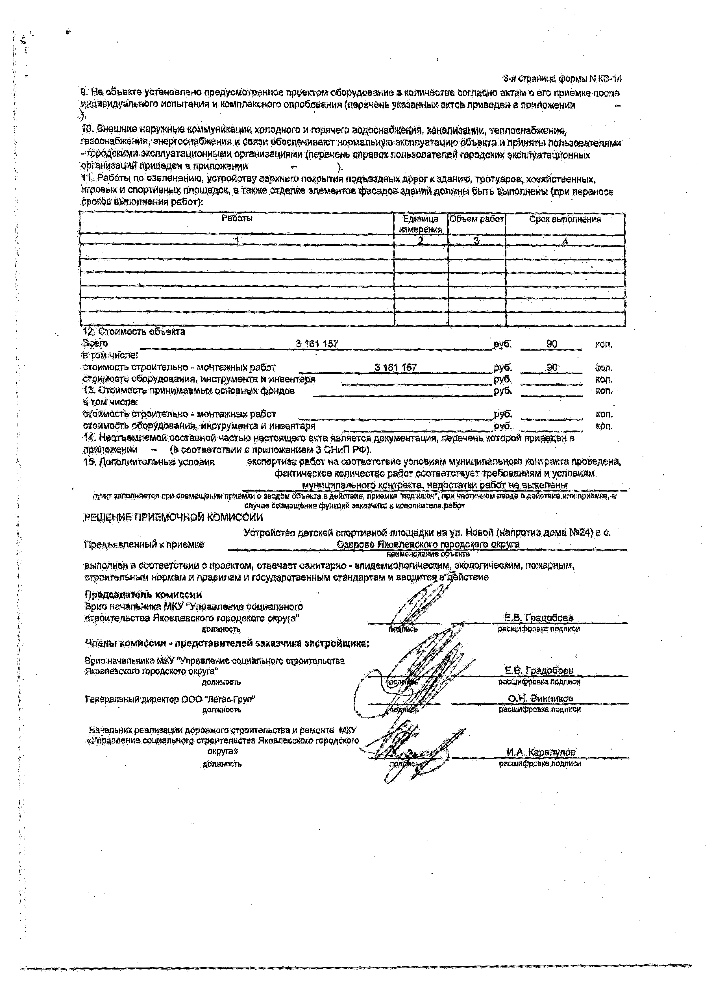 3-я страница формы N КС-14
9. На объекте установлено предусмотренное проектом оборудование в количестве согласно актам о его приемке после
индивидуального испытания и комплексного опробования (перечень указанных актов приведен в приложении –
).
10. Внешние наружные коммуникации холодного и горячего водоснабжения, канализации, теплоснабжения,
газоснабжения, энергоснабжения и связи обеспечивают нормальную эксплуатацию объекта и приняты пользователями
- городскими эксплуатационными организациями (перечень справок пользователей городских эксплуатационных
организаций приведен в приложении – ).
11. Работы по озеленению, устройству верхнего покрытия подъездных дорог к зданию, тротуаров, хозяйственных,
игровых и спортивных площадок, а также отделке элементов фасадов зданий должны быть выполнены (при переносе
сроков выполнения работ):
Работы Единица измерения Объем работ Срок выполнения
1 2 3 4
12. Стоимость объекта
Всего 3 161 157 руб. 90 коп.
в том числе:
стоимость строительно - монтажных работ 3 161 157 руб. 90 коп.
стоимость оборудования, инструмента и инвентаря руб. коп.
13. Стоимость принимаемых основных фондов руб. коп.
в том числе:
стоимость строительно - монтажных работ руб. коп.
стоимость оборудования, инструмента и инвентаря руб. коп.
14. Неотъемлемой составной частью настоящего акта является документация, перечень которой приведен в
приложении – (в соответствии с приложением 3 СНиП РФ).
15. Дополнительные условия экспертиза работ на соответствие условиям муниципального контракта проведена,
фактическое количество работ соответствует требованиям и условиям
муниципального контракта, недостатки работ не выявлены
пункт заполняется при совмещении приемки с вводом объекта в действие, приемке "под ключ", при частичном вводе в действие или приемке, в
случае совмещения функций заказчика и исполнителя работ
РЕШЕНИЕ ПРИЕМОЧНОЙ КОМИССИИ
Устройство детской спортивной площадки на ул. Новой (напротив дома №24) в с.
Предъявленный к приемке Озерово Яковлевского городского округа
наименование объекта
выполнен в соответствии с проектом, отвечает санитарно - эпидемиологическим, экологическим, пожарным,
строительным нормам и правилам и государственным стандартам и вводится в действие
Председатель комиссии
Врио начальника МКУ "Управление социального
строительства Яковлевского городского округа" Е.В. Градобоев
должность подпись расшифровка подписи
Члены комиссии - представителей заказчика застройщика:
Врио начальника МКУ "Управление социального строительства
Яковлевского городского округа" Е.В. Градобоев
должность подпись расшифровка подписи
Генеральный директор ООО "Легас Груп" О.Н. Винников
должность подпись расшифровка подписи
Начальник реализации дорожного строительства и ремонта МКУ
«Управление социального строительства Яковлевского городского
округа» И.А. Каралупов
должность подпись расшифровка подписи